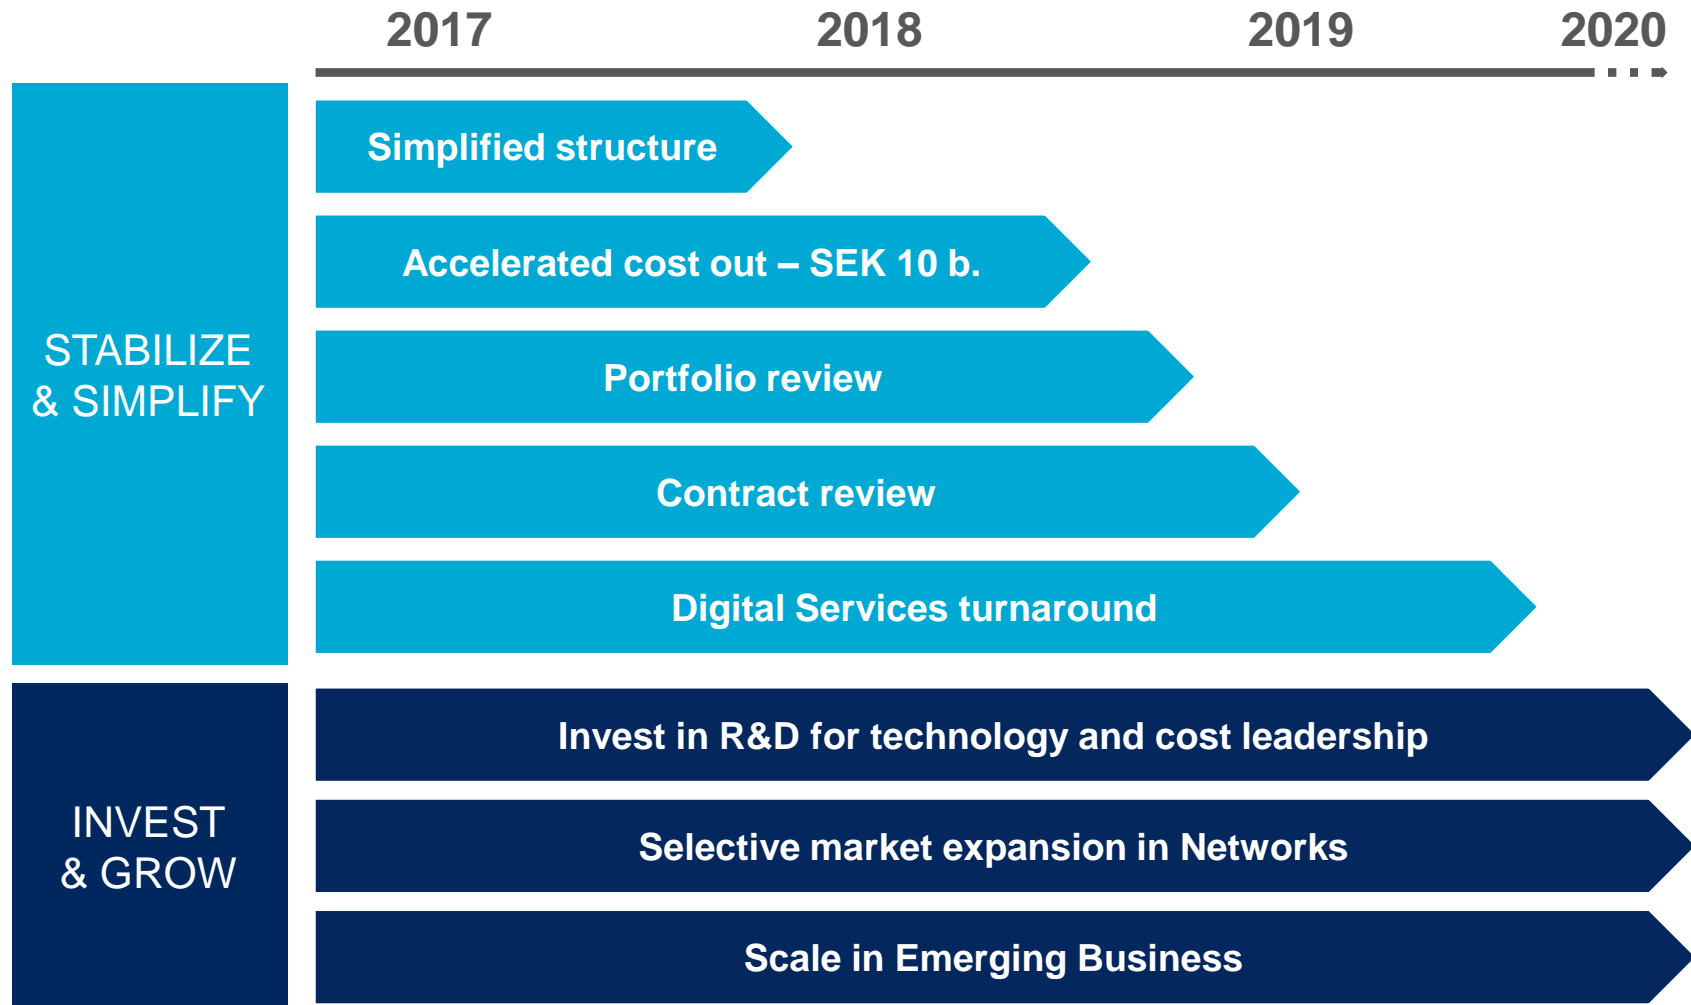 2017 2018 2019 2020
STABILIZE
& SIMPLIFY
Simplified structure
Accelerated cost out – SEK 10 b.
Portfolio review
Contract review
Digital Services turnaround
INVEST
& GROW
Invest in R&D for technology and cost leadership
Selective market expansion in Networks
Scale in Emerging Business